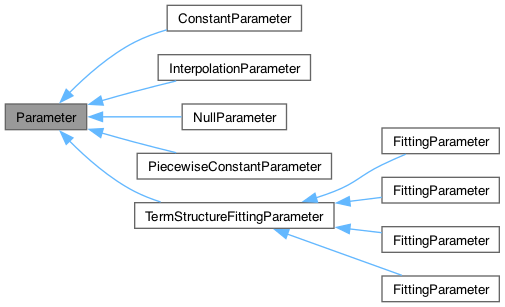 ConstantParameter
InterpolationParameter
Parameter
NullParameter
PiecewiseConstantParameter
TermStructureFittingParameter
FittingParameter
FittingParameter
FittingParameter
FittingParameter